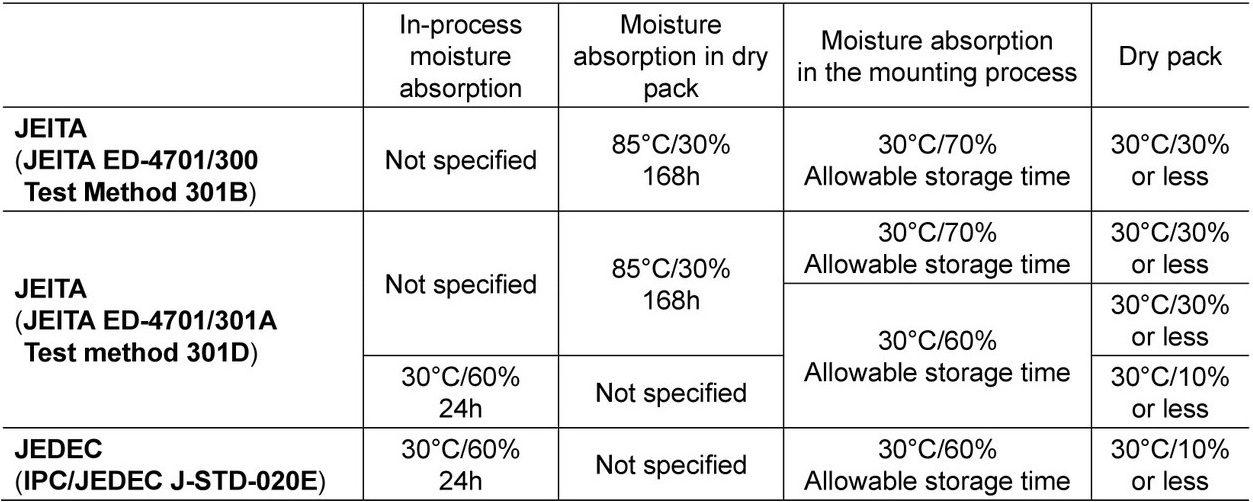 In-process
moisture
absorption
Moisture
absorption in dry
pack
Moisture absorption
in the mounting process
Dry pack
JEITA
(JEITA ED-4701/300
Test Method 301B)
Not specified
85°C/30%
168h
30°C/70%
Allowable storage time
30°C/30%
or less
JEITA
(JEITA ED-4701/301A
Test method 301D)
Not specified
85°C/30%
168h
30°C/70%
Allowable storage time
30°C/30%
or less
30°C/60%
Allowable storage time
30°C/30%
or less
30°C/60%
24h
Not specified
30°C/10%
or less
JEDEC
(IPC/JEDEC J-STD-020E)
30°C/60%
24h
Not specified
30°C/60%
Allowable storage time
30°C/10%
or less